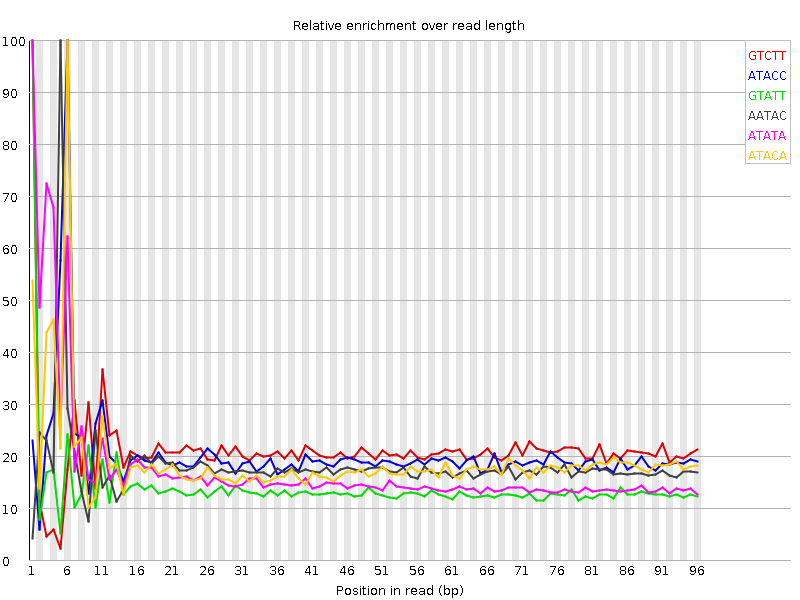 Relative enrichment over read length
100
90
80
70
60
50
40
30
20
10
0
GTCTT
ATACC
GTATT
AATAC
ATATA
ATACA
1 6 11 16 21 26 31 36 41 46 51 56 61 66 71 76 81 86 91 96
Position in read (bp)